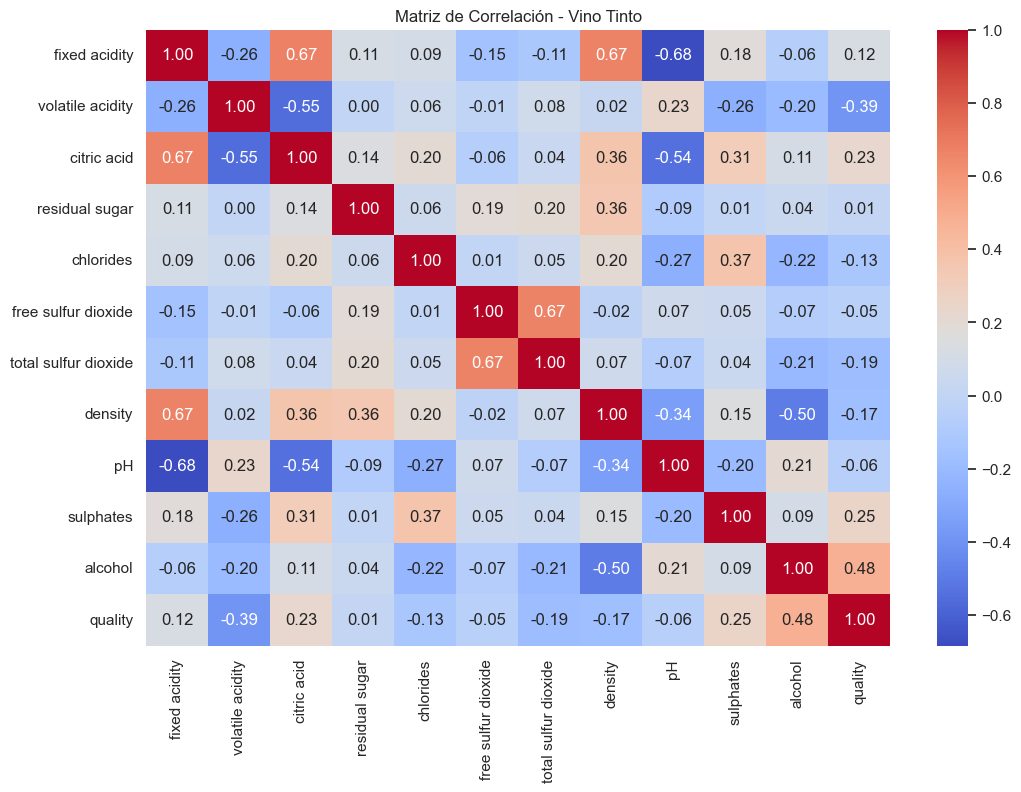 Matriz de Correlación - Vino Tinto
fixed acidity 1.00 -0.26 0.67 0.11 0.09 -0.15 -0.11 0.67 -0.68 0.18 -0.06 0.12
volatile acidity -0.26 1.00 -0.55 0.00 0.06 -0.01 0.08 0.02 0.23 -0.26 -0.20 -0.39
citric acid 0.67 -0.55 1.00 0.14 0.20 -0.06 0.04 0.36 -0.54 0.31 0.11 0.23
residual sugar 0.11 0.00 0.14 1.00 0.06 0.19 0.20 0.36 -0.09 0.01 0.04 0.01
chlorides 0.09 0.06 0.20 0.06 1.00 0.01 0.05 0.20 -0.27 0.37 -0.22 -0.13
free sulfur dioxide -0.15 -0.01 -0.06 0.19 0.01 1.00 0.67 -0.02 0.07 0.05 -0.07 -0.05
total sulfur dioxide -0.11 0.08 0.04 0.20 0.05 0.67 1.00 0.07 -0.07 0.04 -0.21 -0.19
density 0.67 0.02 0.36 0.36 0.20 -0.02 0.07 1.00 -0.34 0.15 -0.50 -0.17
pH -0.68 0.23 -0.54 -0.09 -0.27 0.07 -0.07 -0.34 1.00 -0.20 0.21 -0.06
sulphates 0.18 -0.26 0.31 0.01 0.37 0.05 0.04 0.15 -0.20 1.00 0.09 0.25
alcohol -0.06 -0.20 0.11 0.04 -0.22 -0.07 -0.21 -0.50 0.21 0.09 1.00 0.48
quality 0.12 -0.39 0.23 0.01 -0.13 -0.05 -0.19 -0.17 -0.06 0.25 0.48 1.00
fixed acidity
volatile acidity
citric acid
residual sugar
chlorides
free sulfur dioxide
total sulfur dioxide
density
pH
sulphates
alcohol
quality
1.0
0.8
0.6
0.4
0.2
0.0
-0.2
-0.4
-0.6